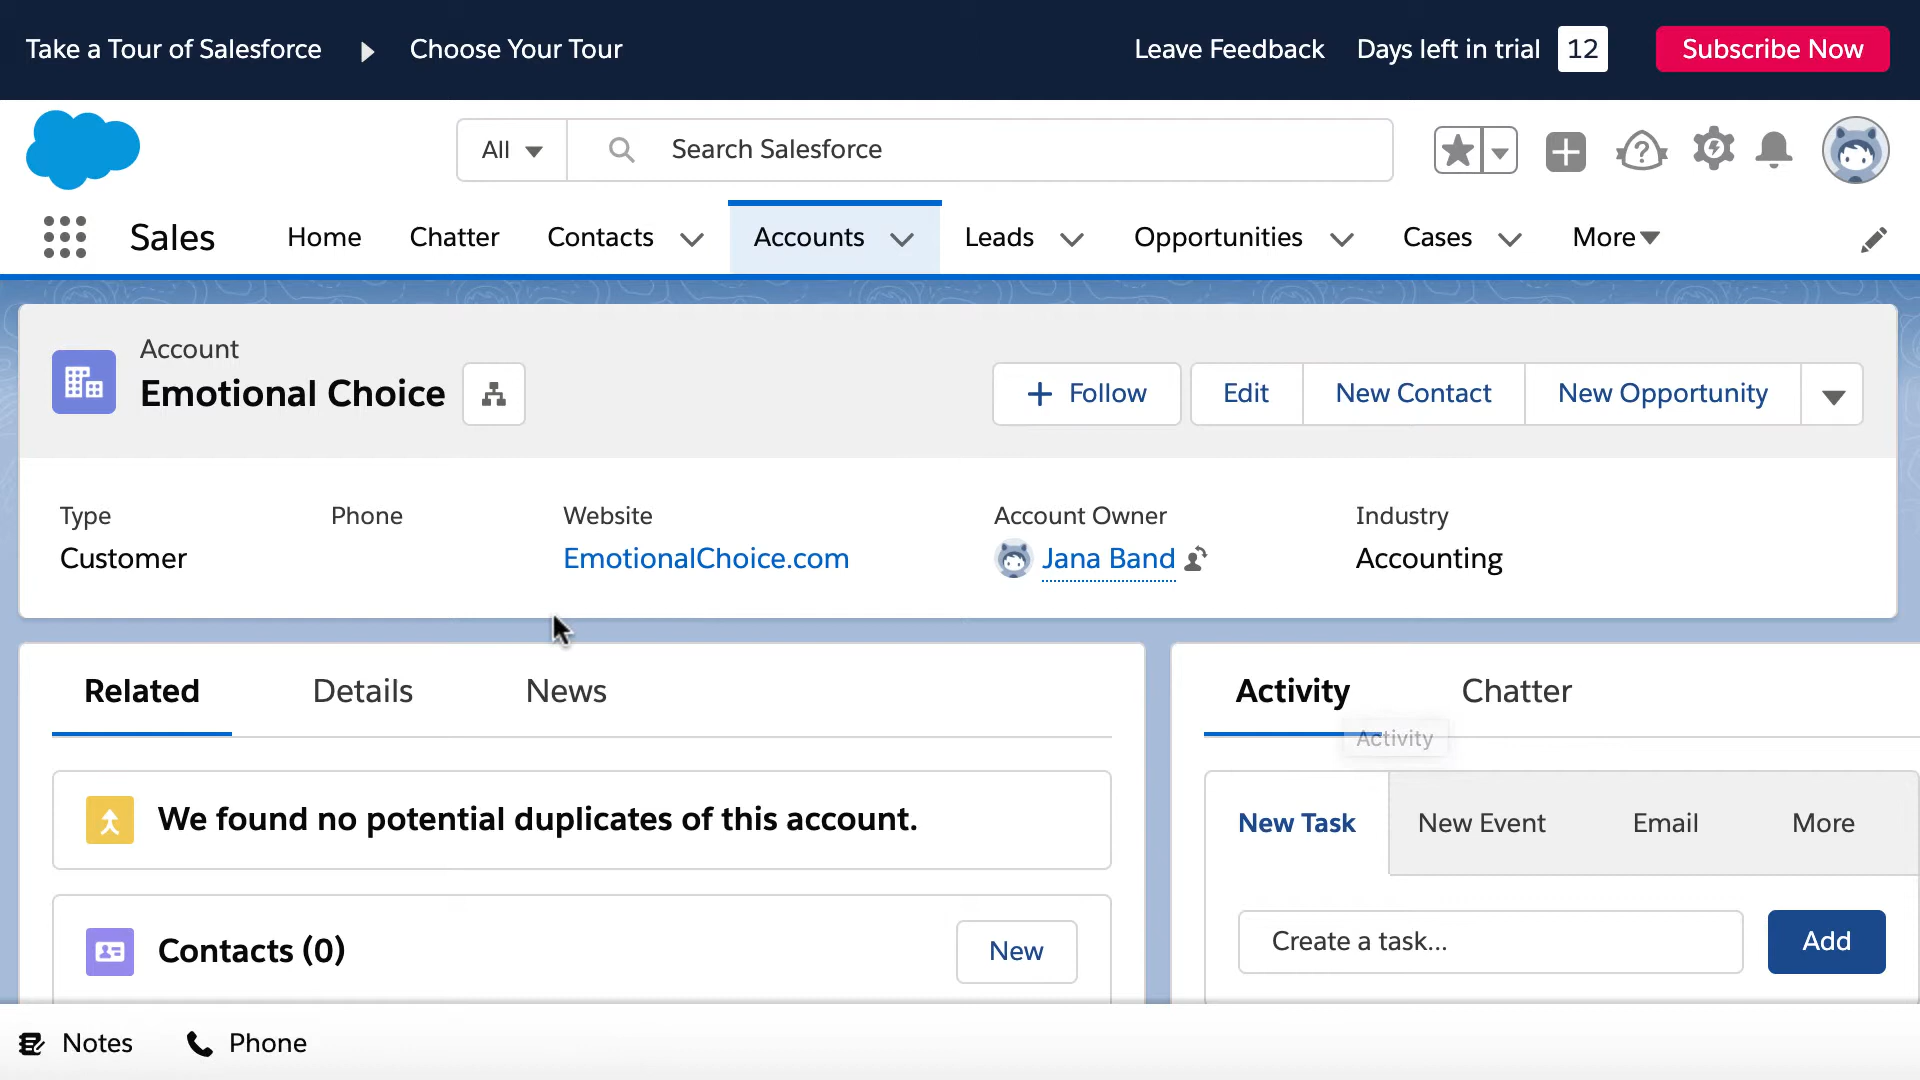 Take a Tour of Salesforce Choose Your Tour Leave Feedback Days left in trial 12 Subscribe Now
All Search Salesforce
Sales Home Chatter Contacts Accounts Leads Opportunities Cases More
Account
Emotional Choice
Follow Edit New Contact New Opportunity
Type Phone Website Account Owner Industry
Customer EmotionalChoice.com Jana Band Accounting
Related Details News
Activity Chatter
Activity
We found no potential duplicates of this account.
New Task New Event Email More
Contacts (0) New
Create a task... Add
Notes Phone